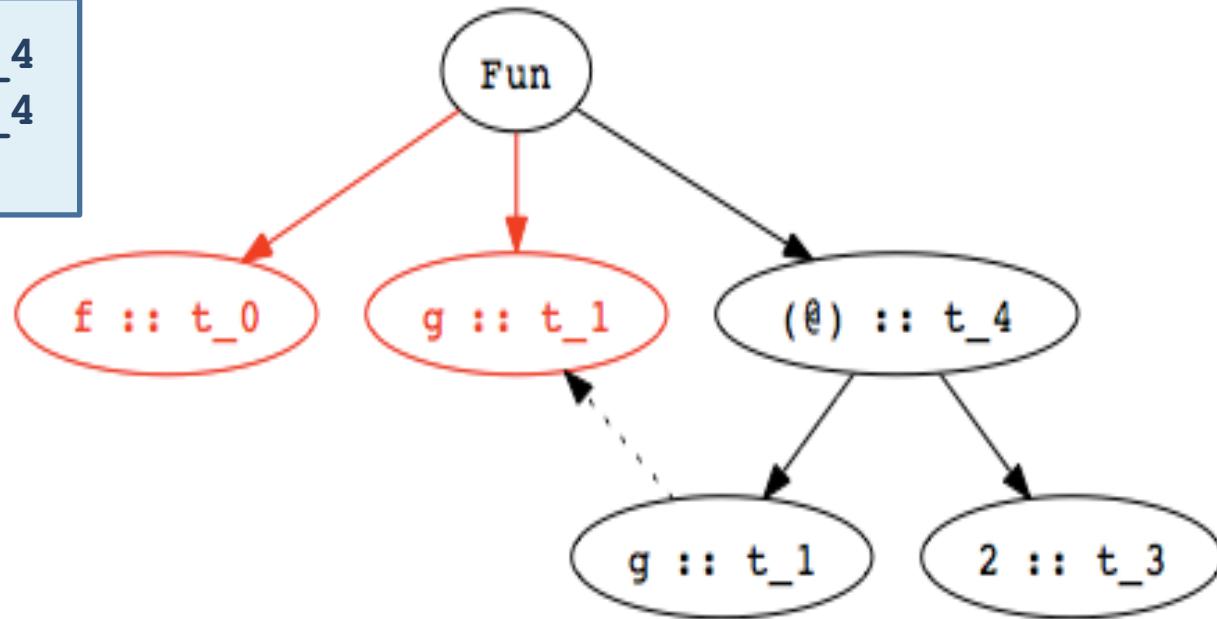 _4
_4
Fun
f :: t_0
g :: t_1
(@) :: t_4
g :: t_1
2 :: t_3